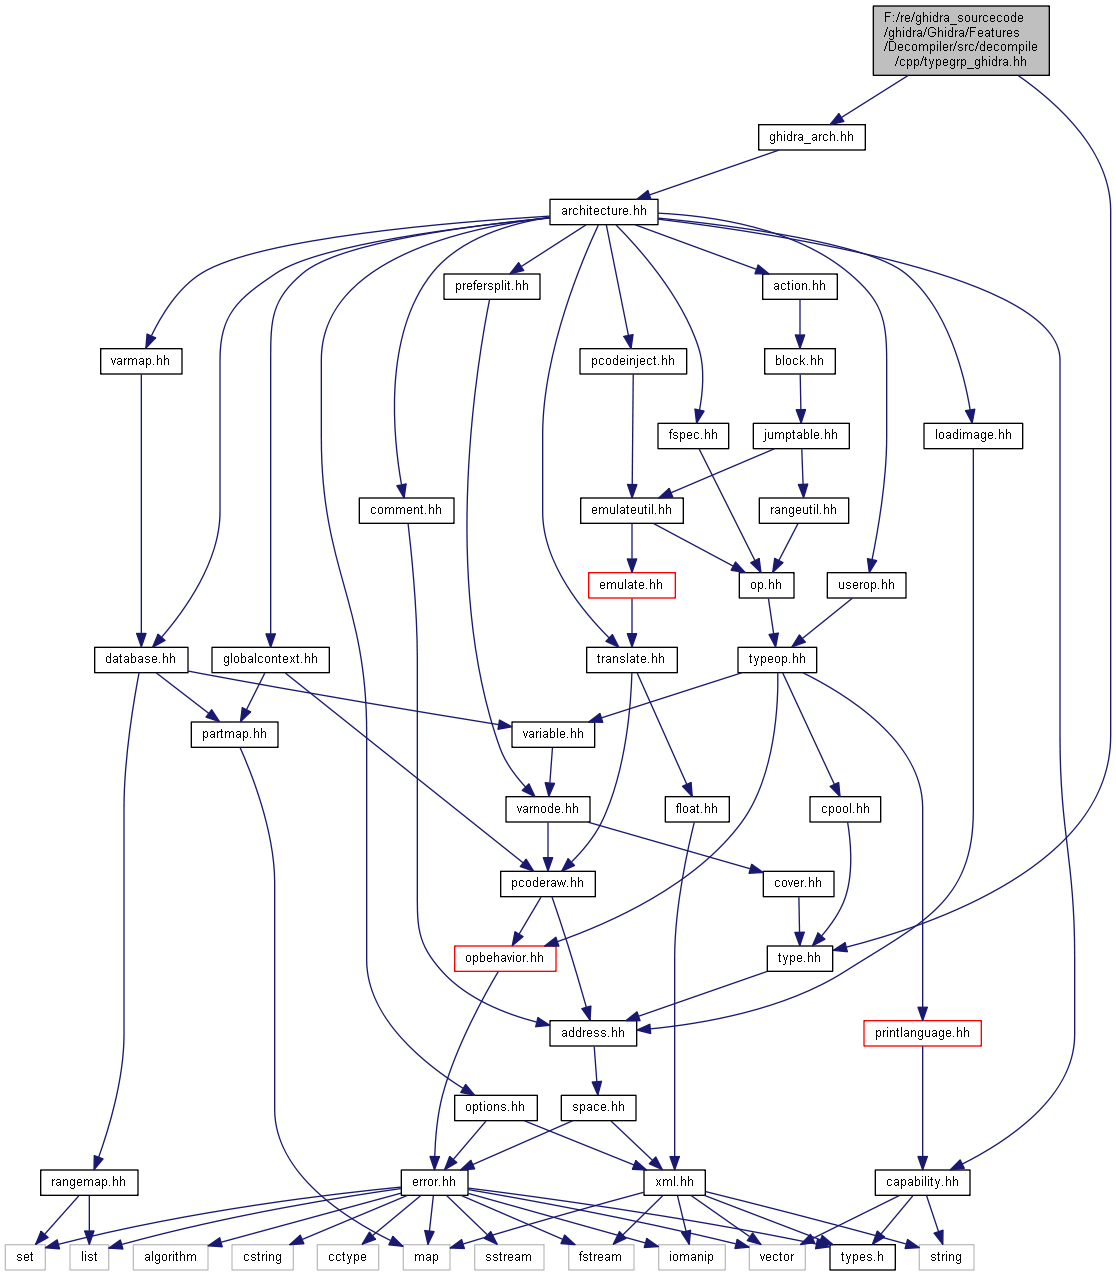 F:/re/ghidra_sourcecode
/ghidra/Ghidra/Features
/Decompiler/src/decompile
/cpp/typegrp_ghidra.hh
ghidra_arch.hh
architecture.hh
prefersplit.hh
action.hh
varmap.hh
pcodeinject.hh
block.hh
fspec.hh
jumptable.hh
loadimage.hh
comment.hh
emulateutil.hh
rangeutil.hh
emulate.hh
op.hh
userop.hh
database.hh
globalcontext.hh
translate.hh
typeop.hh
partmap.hh
variable.hh
varnode.hh
float.hh
cpool.hh
pcoderaw.hh
cover.hh
opbehavior.hh
type.hh
address.hh
printlanguage.hh
options.hh
space.hh
rangemap.hh
error.hh
xml.hh
capability.hh
set
list
algorithm
cstring
cctype
map
sstream
fstream
iomanip
vector
types.h
string